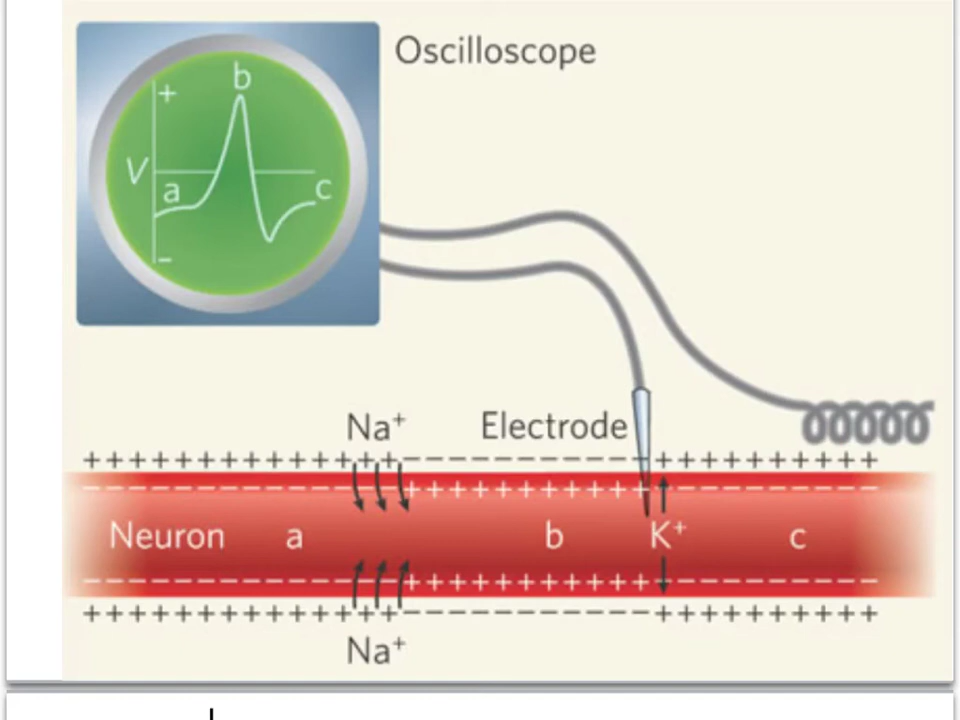 Oscilloscope
b
+
V
a
c
-
Na⁺
Electrode
+++++++++++++++++----------------++++++++++++++
-----------------++++++++++++++++--------------
Neuron a b K⁺ c
-----------------++++++++++++++++--------------
+++++++++++++++++----------------++++++++++++++
Na⁺